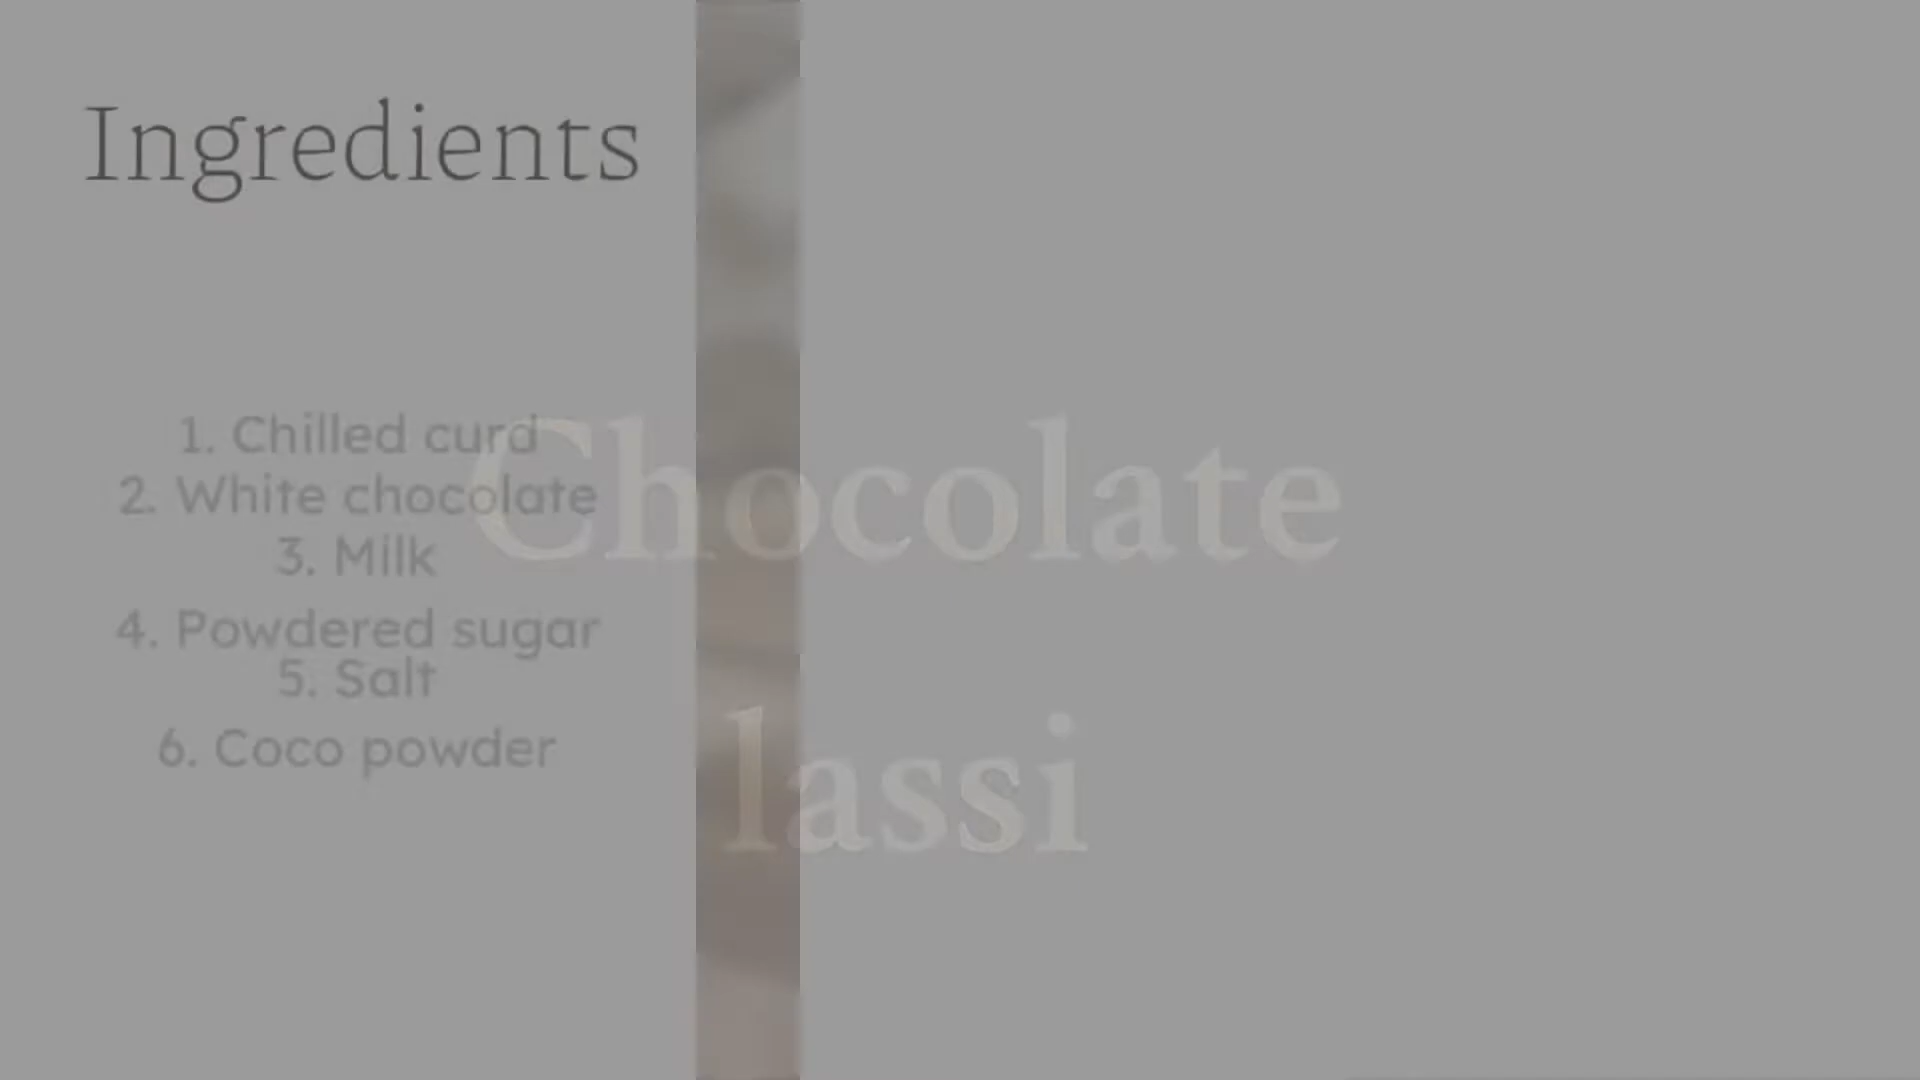 Ingredients
1. Chilled curd
2. White chocolate
3. Milk
4. Powdered sugar
5. Salt
6. Coco powder
Chocolate
lassi